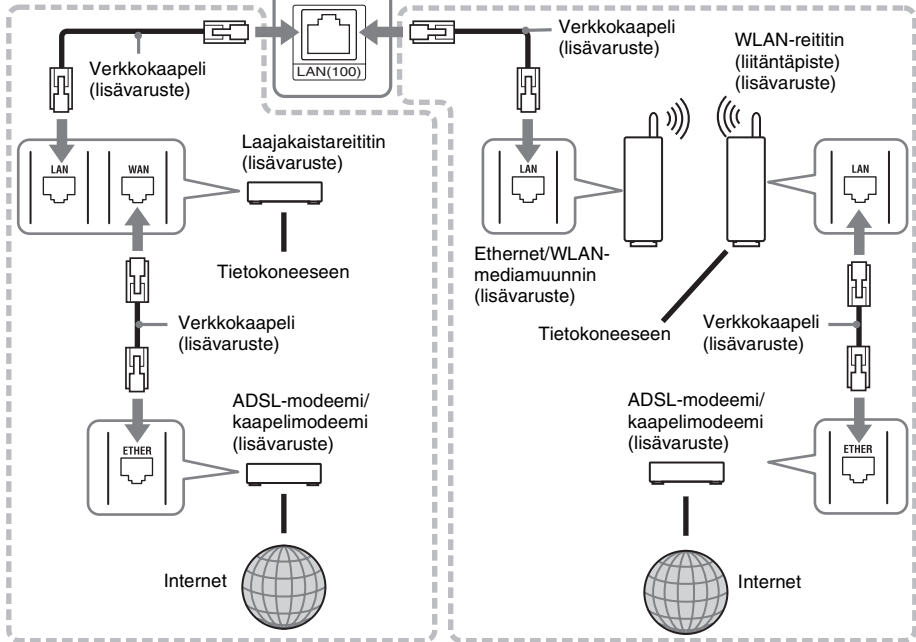 LAN(100)
Verkkokaapeli
(lisävaruste)
LAN
WAN
Laajakaistareititin
(lisävaruste)
Tietokoneeseen
Verkkokaapeli
(lisävaruste)
ETHER
ADSL-modeemi/
kaapelimodeemi
(lisävaruste)
Internet
Verkkokaapeli
(lisävaruste)
WLAN-reititin
(liitäntäpiste)
(lisävaruste)
LAN
LAN
Ethernet/WLAN-
mediamuunnin
(lisävaruste)
Tietokoneeseen
Verkkokaapeli
(lisävaruste)
ADSL-modeemi/
kaapelimodeemi
(lisävaruste)
ETHER
Internet